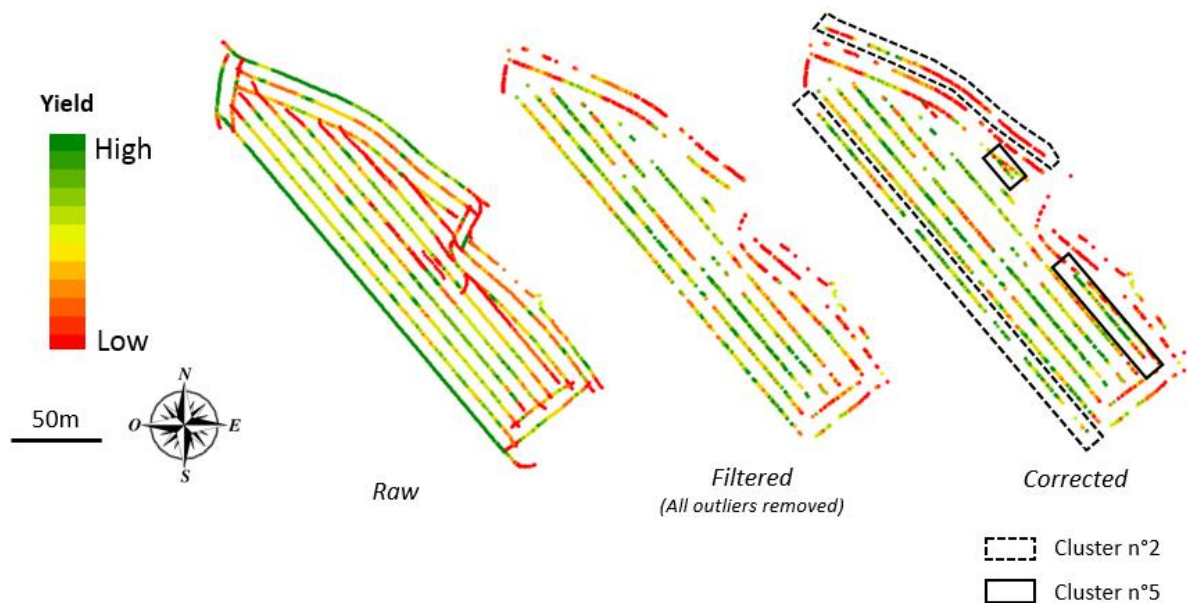 Yield
High
Low
50m
N
O
E
S
Raw
Filtered
(All outliers removed)
Corrected
Cluster n°2
Cluster n°5